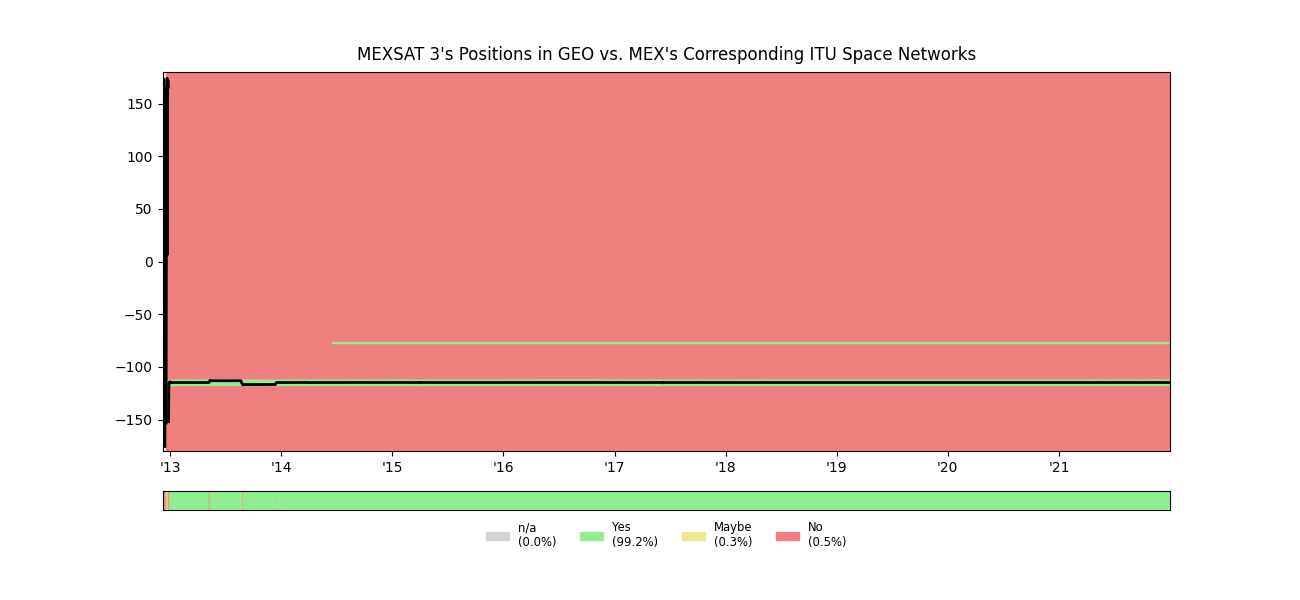 MEXSAT 3's Positions in GEO vs. MEX's Corresponding ITU Space Networks
150
100
50
0
−50
−100
−150
'13 '14 '15 '16 '17 '18 '19 '20 '21
n/a Yes Maybe No
(0.0%) (99.2%) (0.3%) (0.5%)